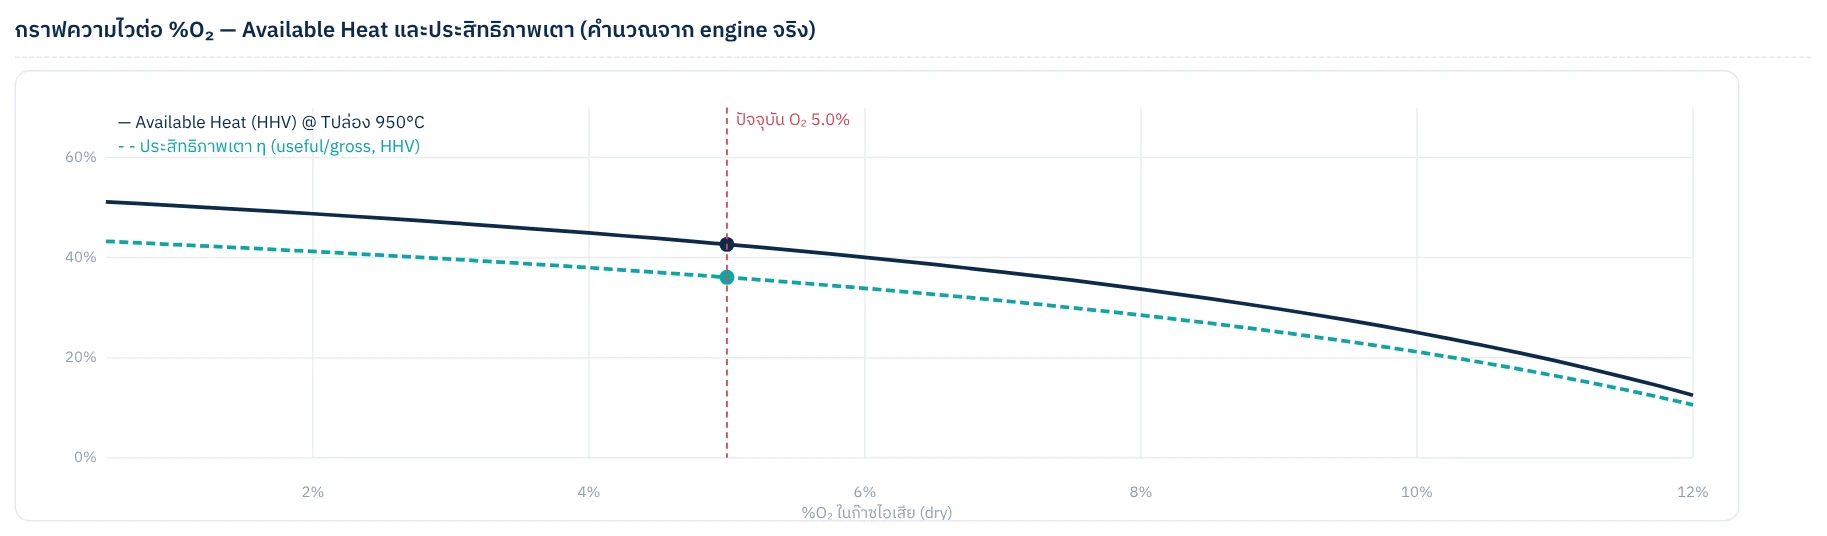 กราฟความไวต่อ %O₂ — Available Heat และประสิทธิภาพเตา (คำนวณจาก engine จริง)
— Available Heat (HHV) @ Tปล่อง 950°C
- - ประสิทธิภาพเตา η (useful/gross, HHV)
ปัจจุบัน O₂ 5.0%
60%
40%
20%
0%
2% 4% 6% 8% 10% 12%
%O₂ ในก๊าซไอเสีย (dry)